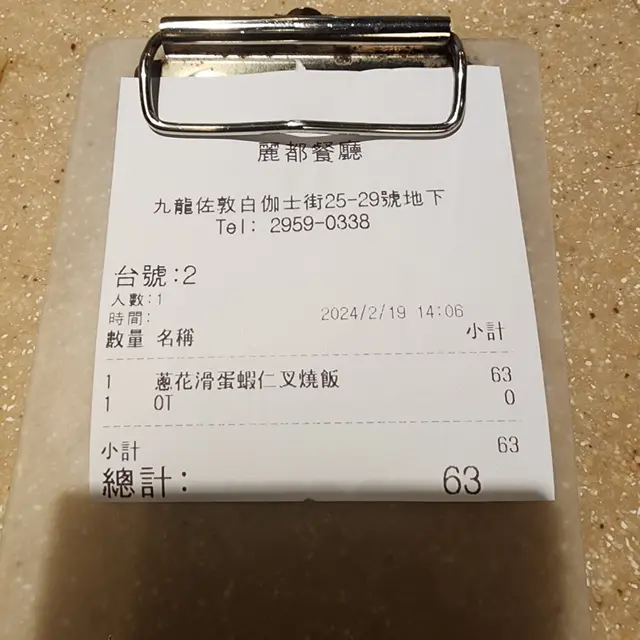 麗都餐廳
九龍佐敦白伽士街25-29號地下
Tel: 2959-0338
台號:2
人數:1
時間: 2024/2/19 14:06
數量 名稱 小計
1 蔥花滑蛋蝦仁叉燒飯 63
1 OT 0
小計 63
總計: 63